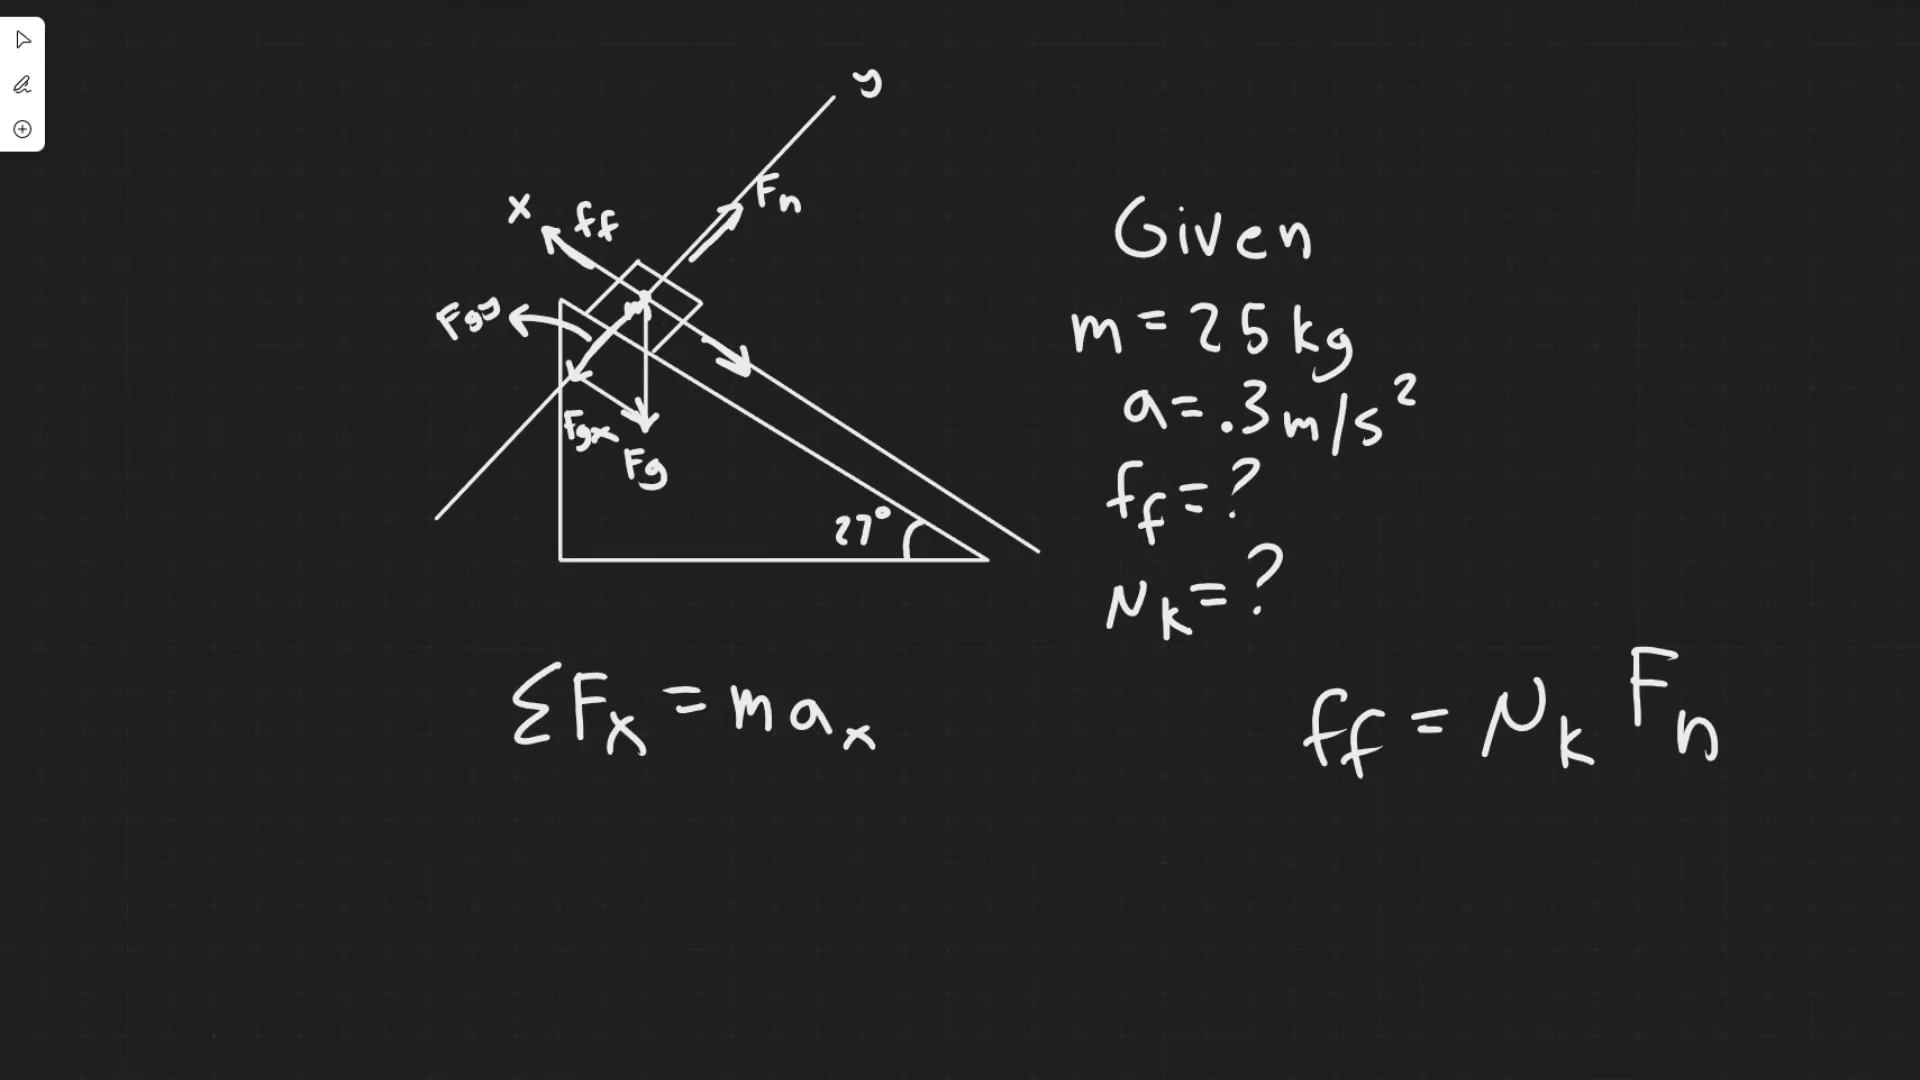 y
Fn
x ff
Fgy
Fgx
Fg
27°
Given
m = 25 kg
a = .3 m/s²
ff = ?
μk = ?
ΣFx = max
ff = μk Fn